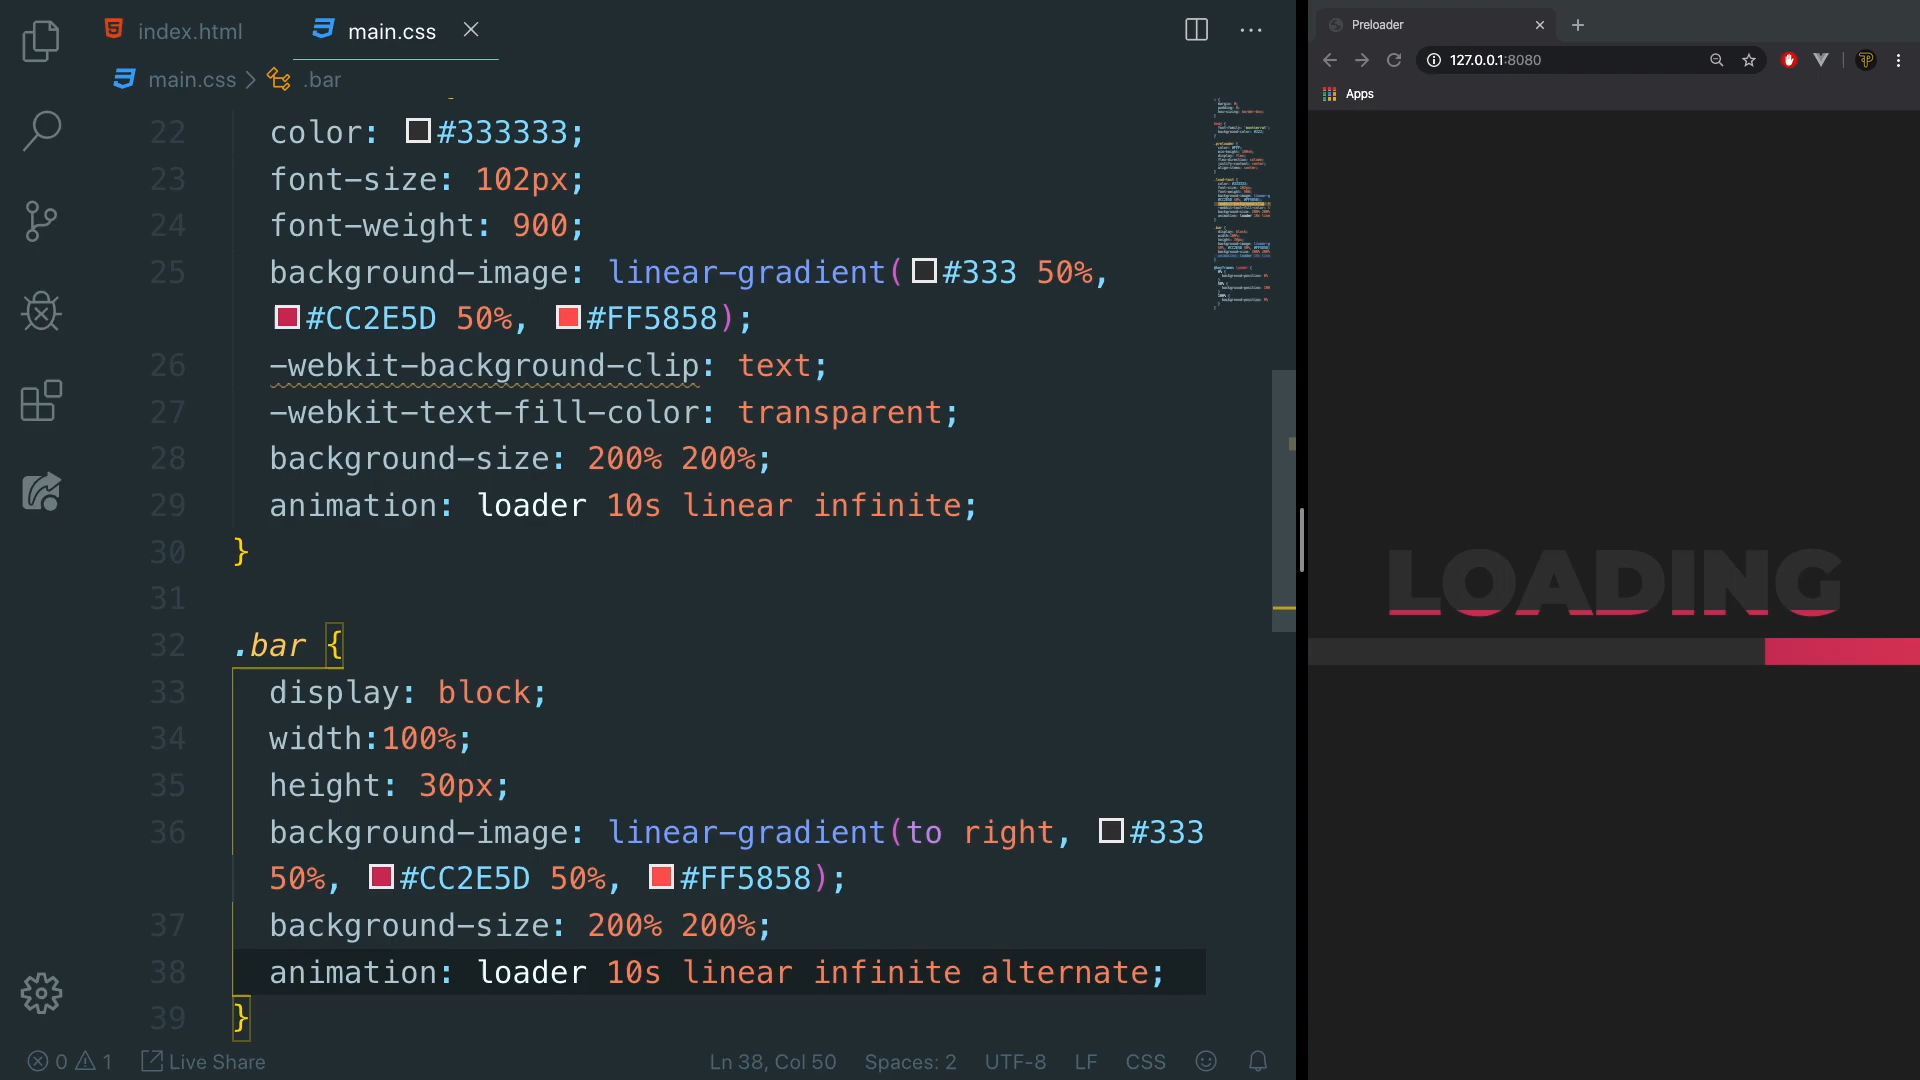 index.html
main.css
main.css > .bar
22 color: #333333;
23 font-size: 102px;
24 font-weight: 900;
25 background-image: linear-gradient(#333 50%,
#CC2E5D 50%, #FF5858);
26 -webkit-background-clip: text;
27 -webkit-text-fill-color: transparent;
28 background-size: 200% 200%;
29 animation: loader 10s linear infinite;
30 }
31
32 .bar {
33 display: block;
34 width:100%;
35 height: 30px;
36 background-image: linear-gradient(to right, #333
50%, #CC2E5D 50%, #FF5858);
37 background-size: 200% 200%;
38 animation: loader 10s linear infinite alternate;
39 }
0 1 Live Share
Ln 38, Col 50 Spaces: 2 UTF-8 LF CSS
Preloader
127.0.0.1:8080
Apps
LOADING